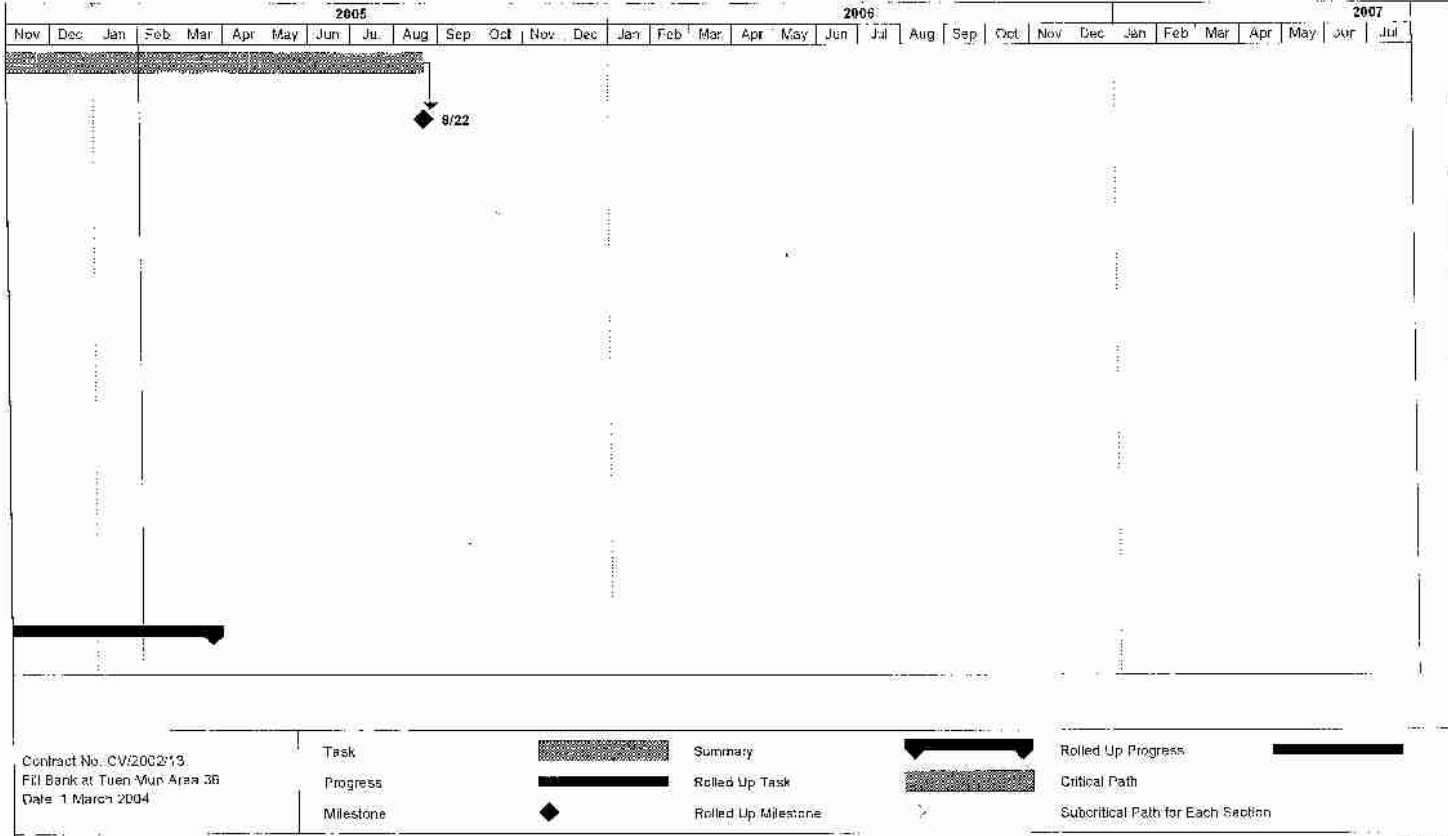 2005 2006 2007
Nov Dec Jan Feb Mar Apr May Jun Ju Aug Sep Oct Nov Dec Jan Feb Mar Apr May Jun Jul Aug Sep Oct Nov Dec Jan Feb Mar Apr May Jun Jul
8/22
Contract No. CV/2002/13
Fill Bank at Tuen Mun Area 38
Date 1 March 2004
Task Summary Rolled Up Progress
Progress Rolled Up Task Critical Path
Milestone Rolled Up Milestone Subcritical Path for Each Section